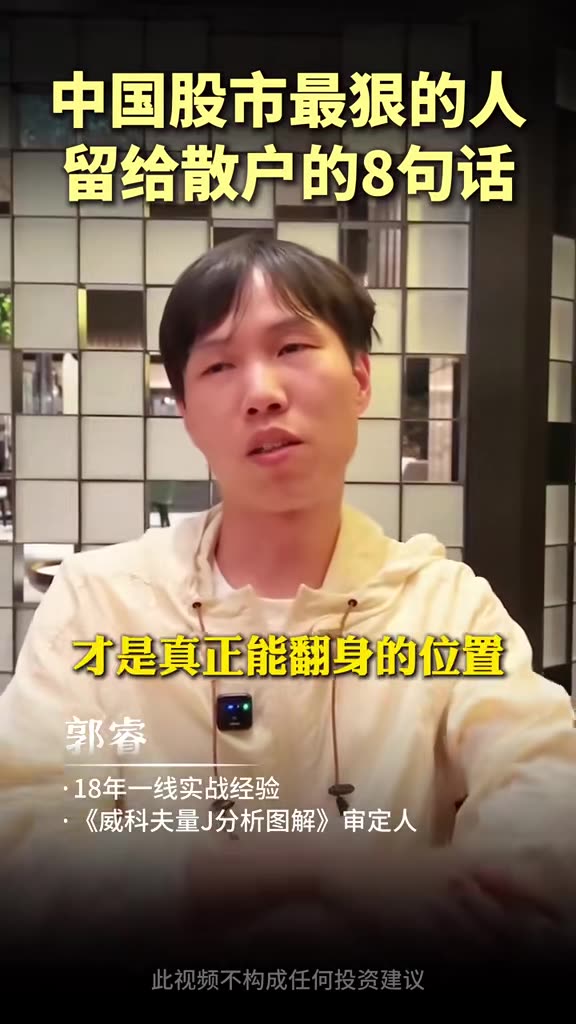 中国股市最狠的人
留给散户的8句话
才是真正能翻身的位置
郭睿
·18年一线实战经验
·《威科夫量J分析图解》审定人
此视频不构成任何投资建议